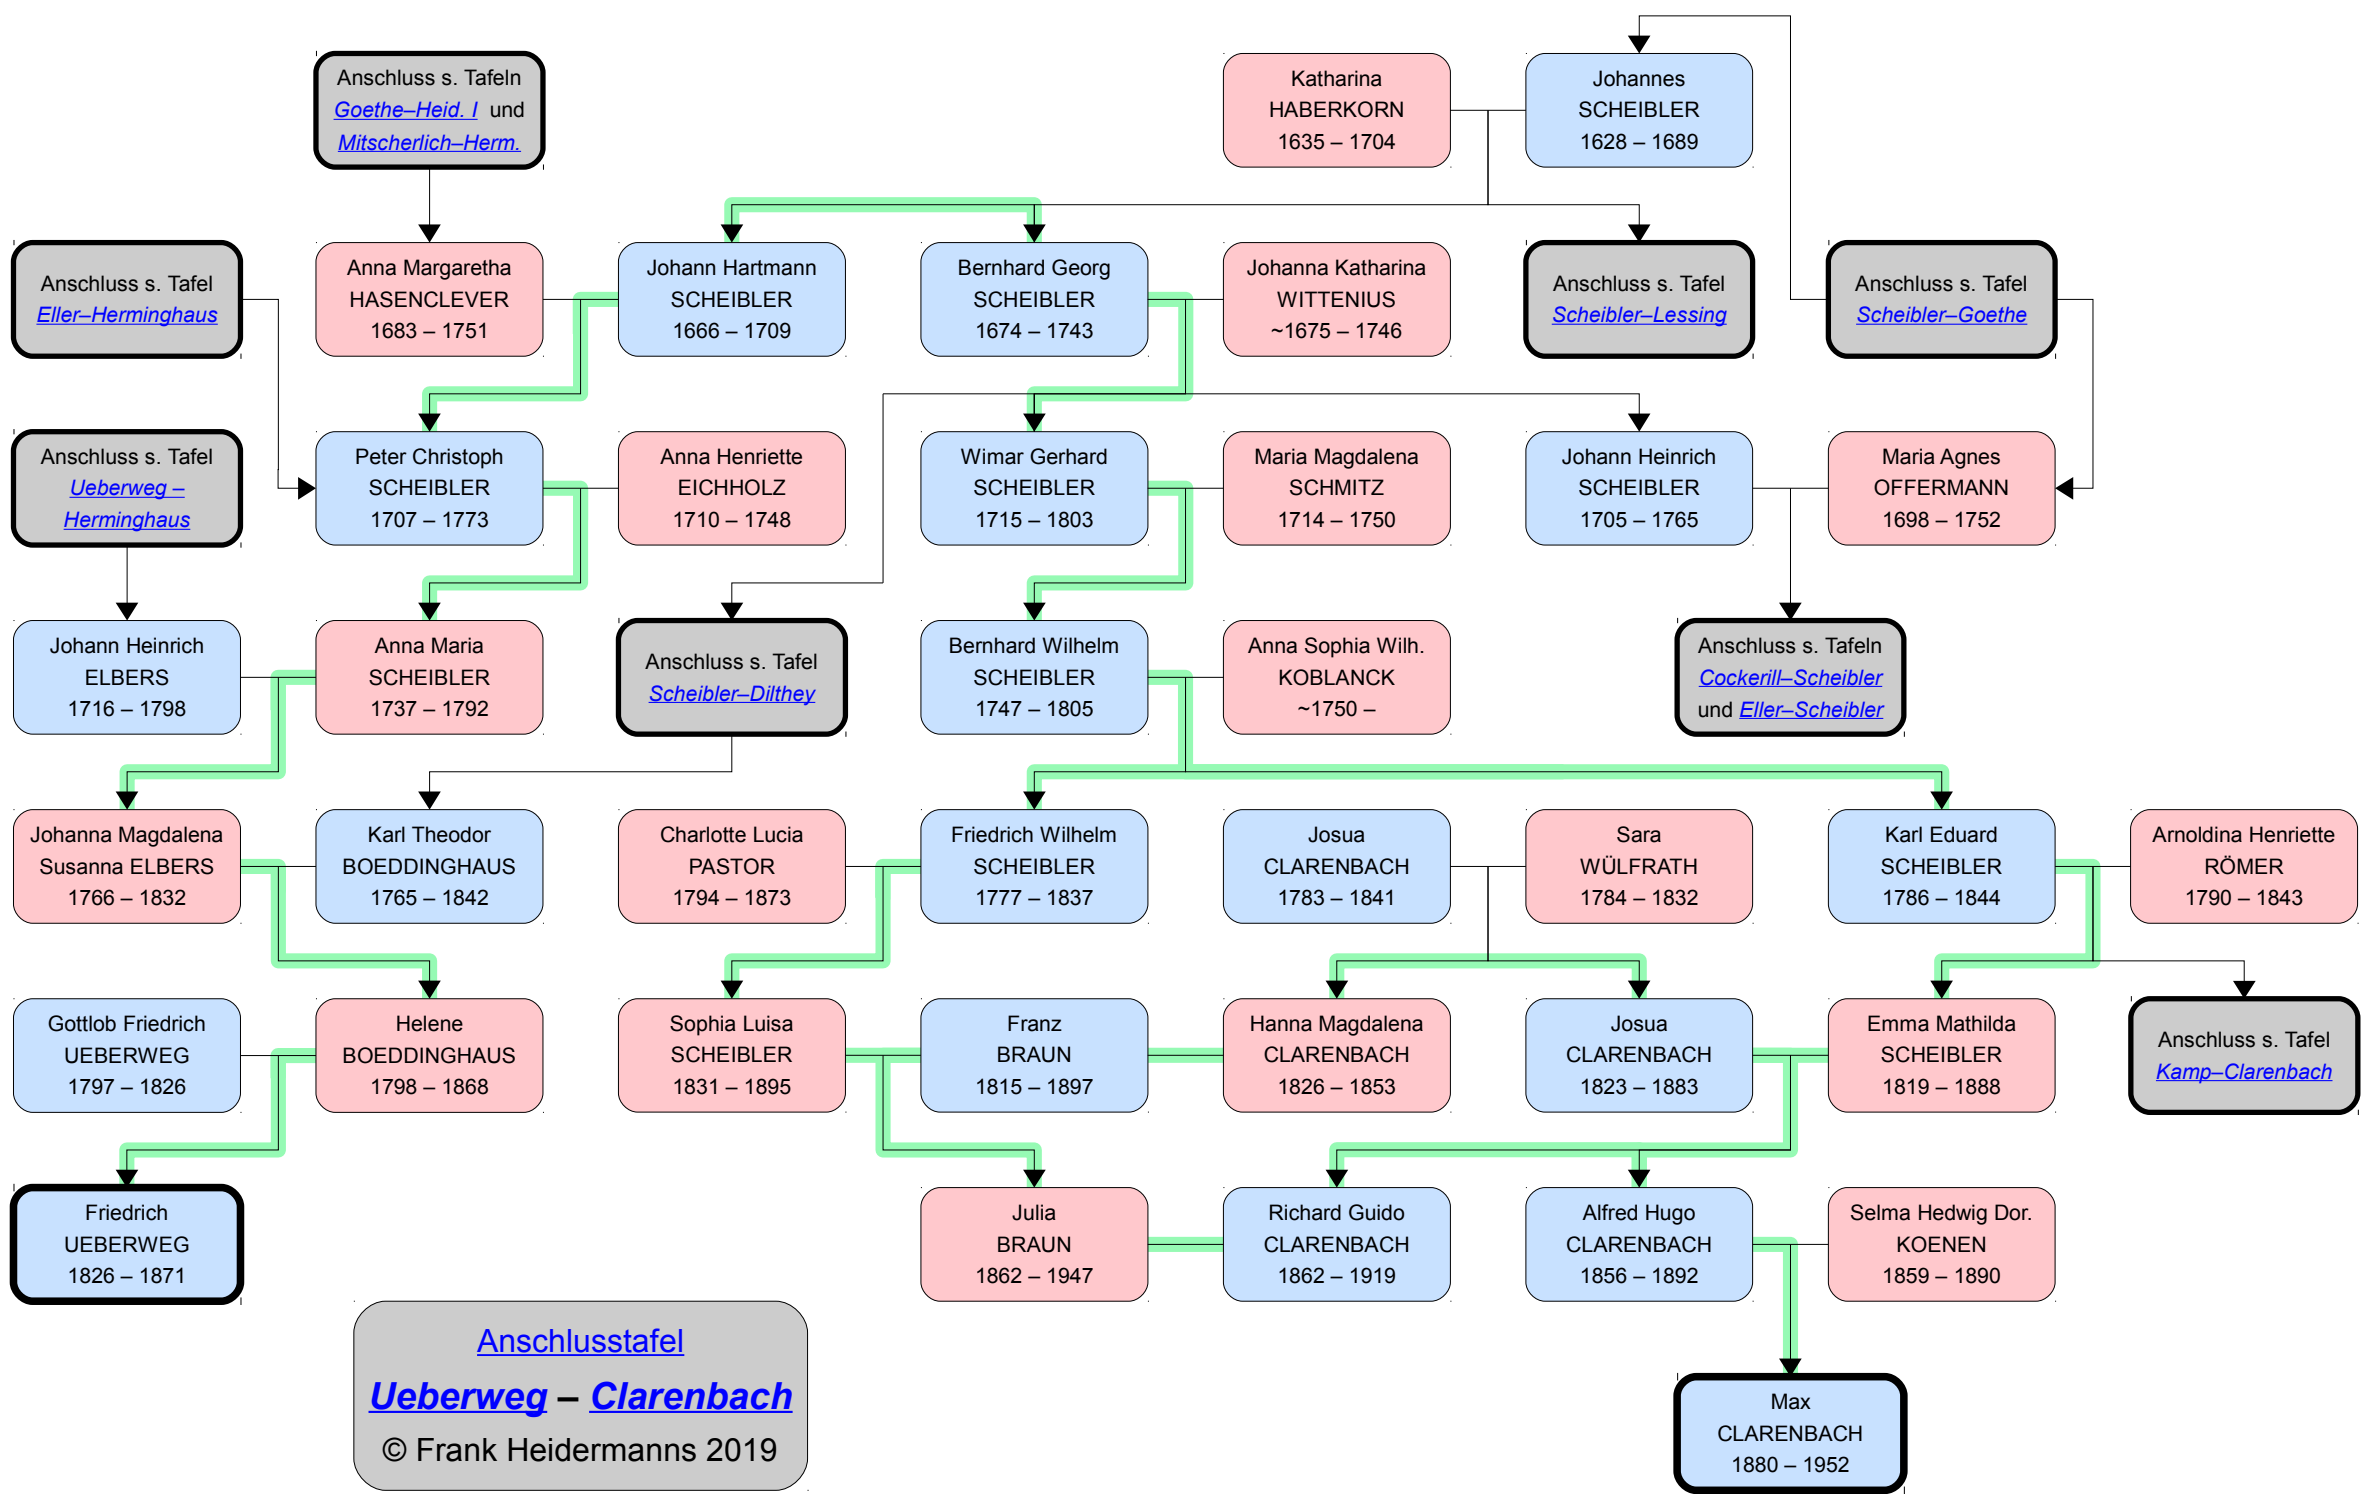 Anschluss s. Tafeln
Goethe–Heid. I und
Mitscherlich–Herm.
Katharina
HABERKORN
1635 – 1704
Johannes
SCHEIBLER
1628 – 1689
Anschluss s. Tafel
Eller–Herminghaus
Anna Margaretha
HASENCLEVER
1683 – 1751
Johann Hartmann
SCHEIBLER
1666 – 1709
Bernhard Georg
SCHEIBLER
1674 – 1743
Johanna Katharina
WITTENIUS
~1675 – 1746
Anschluss s. Tafel
Scheibler–Lessing
Anschluss s. Tafel
Scheibler–Goethe
Anschluss s. Tafel
Ueberweg –
Herminghaus
Peter Christoph
SCHEIBLER
1707 – 1773
Anna Henriette
EICHHOLZ
1710 – 1748
Wimar Gerhard
SCHEIBLER
1715 – 1803
Maria Magdalena
SCHMITZ
1714 – 1750
Johann Heinrich
SCHEIBLER
1705 – 1765
Maria Agnes
OFFERMANN
1698 – 1752
Johann Heinrich
ELBERS
1716 – 1798
Anna Maria
SCHEIBLER
1737 – 1792
Anschluss s. Tafel
Scheibler–Dilthey
Bernhard Wilhelm
SCHEIBLER
1747 – 1805
Anna Sophia Wilh.
KOBLANCK
~1750 –
Anschluss s. Tafeln
Cockerill–Scheibler
und Eller–Scheibler
Johanna Magdalena
Susanna ELBERS
1766 – 1832
Karl Theodor
BOEDDINGHAUS
1765 – 1842
Charlotte Lucia
PASTOR
1794 – 1873
Friedrich Wilhelm
SCHEIBLER
1777 – 1837
Josua
CLARENBACH
1783 – 1841
Sara
WÜLFRATH
1784 – 1832
Karl Eduard
SCHEIBLER
1786 – 1844
Arnoldina Henriette
RÖMER
1790 – 1843
Gottlob Friedrich
UEBERWEG
1797 – 1826
Helene
BOEDDINGHAUS
1798 – 1868
Sophia Luisa
SCHEIBLER
1831 – 1895
Franz
BRAUN
1815 – 1897
Hanna Magdalena
CLARENBACH
1826 – 1853
Josua
CLARENBACH
1823 – 1883
Emma Mathilda
SCHEIBLER
1819 – 1888
Anschluss s. Tafel
Kamp–Clarenbach
Friedrich
UEBERWEG
1826 – 1871
Julia
BRAUN
1862 – 1947
Richard Guido
CLARENBACH
1862 – 1919
Alfred Hugo
CLARENBACH
1856 – 1892
Selma Hedwig Dor.
KOENEN
1859 – 1890
Anschlusstafel
Ueberweg – Clarenbach
© Frank Heidermanns 2019
Max
CLARENBACH
1880 – 1952